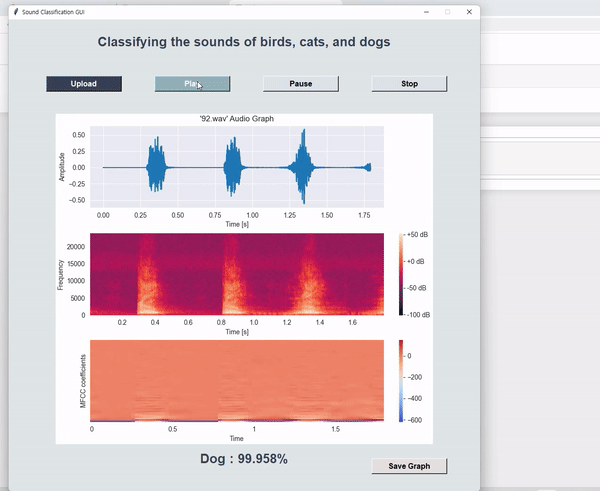 Sound Classification GUI
Classifying the sounds of birds, cats, and dogs
Upload Play Pause Stop
'92.wav' Audio Graph
Amplitude
0.50
0.25
0.00
−0.25
−0.50
0.00 0.25 0.50 0.75 1.00 1.25 1.50 1.75
Time [s]
Frequency
20000
15000
10000
5000
0
+50 dB
+0 dB
-50 dB
-100 dB
0.2 0.4 0.6 0.8 1.0 1.2 1.4 1.6
Time [s]
MFCC coefficients
0
−200
−400
−600
0 0.5 1 1.5
Time
Dog : 99.958%
Save Graph